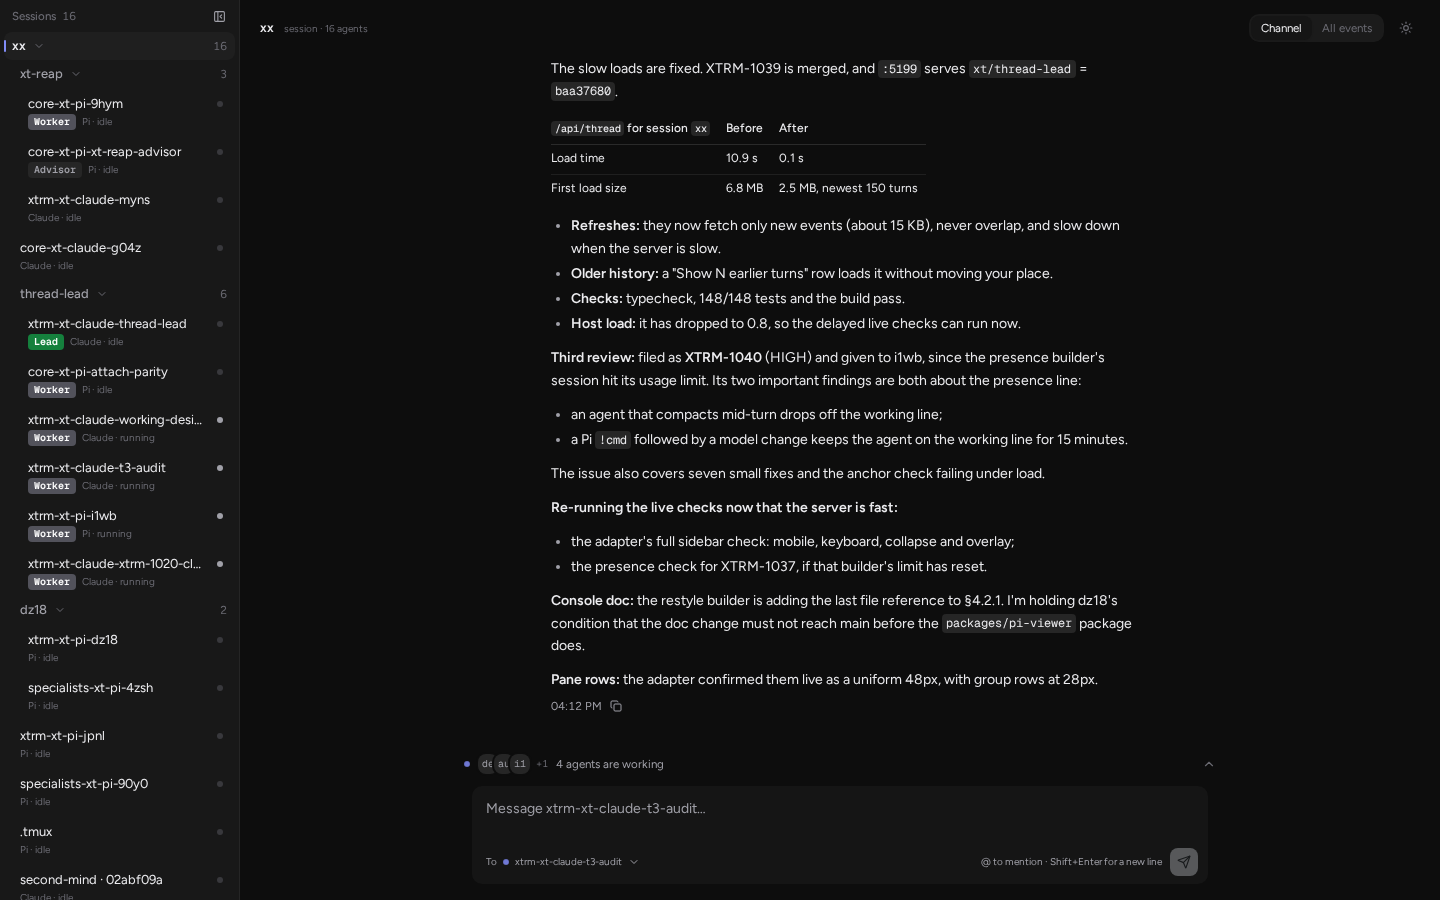 Sessions 16
xx 16
xt-reap 3
core-xt-pi-9hym
Worker Pi · idle
core-xt-pi-xt-reap-advisor
Advisor Pi · idle
xtrm-xt-claude-myns
Claude · idle
core-xt-claude-g04z
Claude · idle
thread-lead 6
xtrm-xt-claude-thread-lead
Lead Claude · idle
core-xt-pi-attach-parity
Worker Pi · idle
xtrm-xt-claude-working-desi...
Worker Claude · running
xtrm-xt-claude-t3-audit
Worker Claude · running
xtrm-xt-pi-i1wb
Worker Pi · running
xtrm-xt-claude-xtrm-1020-cl...
Worker Claude · running
dz18 2
xtrm-xt-pi-dz18
Pi · idle
specialists-xt-pi-4zsh
Pi · idle
xtrm-xt-pi-jpnl
Pi · idle
specialists-xt-pi-90y0
Pi · idle
.tmux
Pi · idle
second-mind · 02abf09a
Claude · idle
xx session · 16 agents
Channel All events
The slow loads are fixed. XTRM-1039 is merged, and :5199 serves xt/thread-lead =
baa37680.
/api/thread for session xx Before After
Load time 10.9 s 0.1 s
First load size 6.8 MB 2.5 MB, newest 150 turns
• Refreshes: they now fetch only new events (about 15 KB), never overlap, and slow down
when the server is slow.
• Older history: a "Show N earlier turns" row loads it without moving your place.
• Checks: typecheck, 148/148 tests and the build pass.
• Host load: it has dropped to 0.8, so the delayed live checks can run now.
Third review: filed as XTRM-1040 (HIGH) and given to i1wb, since the presence builder's
session hit its usage limit. Its two important findings are both about the presence line:
• an agent that compacts mid-turn drops off the working line;
• a Pi !cmd followed by a model change keeps the agent on the working line for 15 minutes.
The issue also covers seven small fixes and the anchor check failing under load.
Re-running the live checks now that the server is fast:
• the adapter's full sidebar check: mobile, keyboard, collapse and overlay;
• the presence check for XTRM-1037, if that builder's limit has reset.
Console doc: the restyle builder is adding the last file reference to §4.2.1. I'm holding dz18's
condition that the doc change must not reach main before the packages/pi-viewer package
does.
Pane rows: the adapter confirmed them live as a uniform 48px, with group rows at 28px.
04:12 PM
de au i1 +1 4 agents are working
Message xtrm-xt-claude-t3-audit...
To xtrm-xt-claude-t3-audit
@ to mention · Shift+Enter for a new line